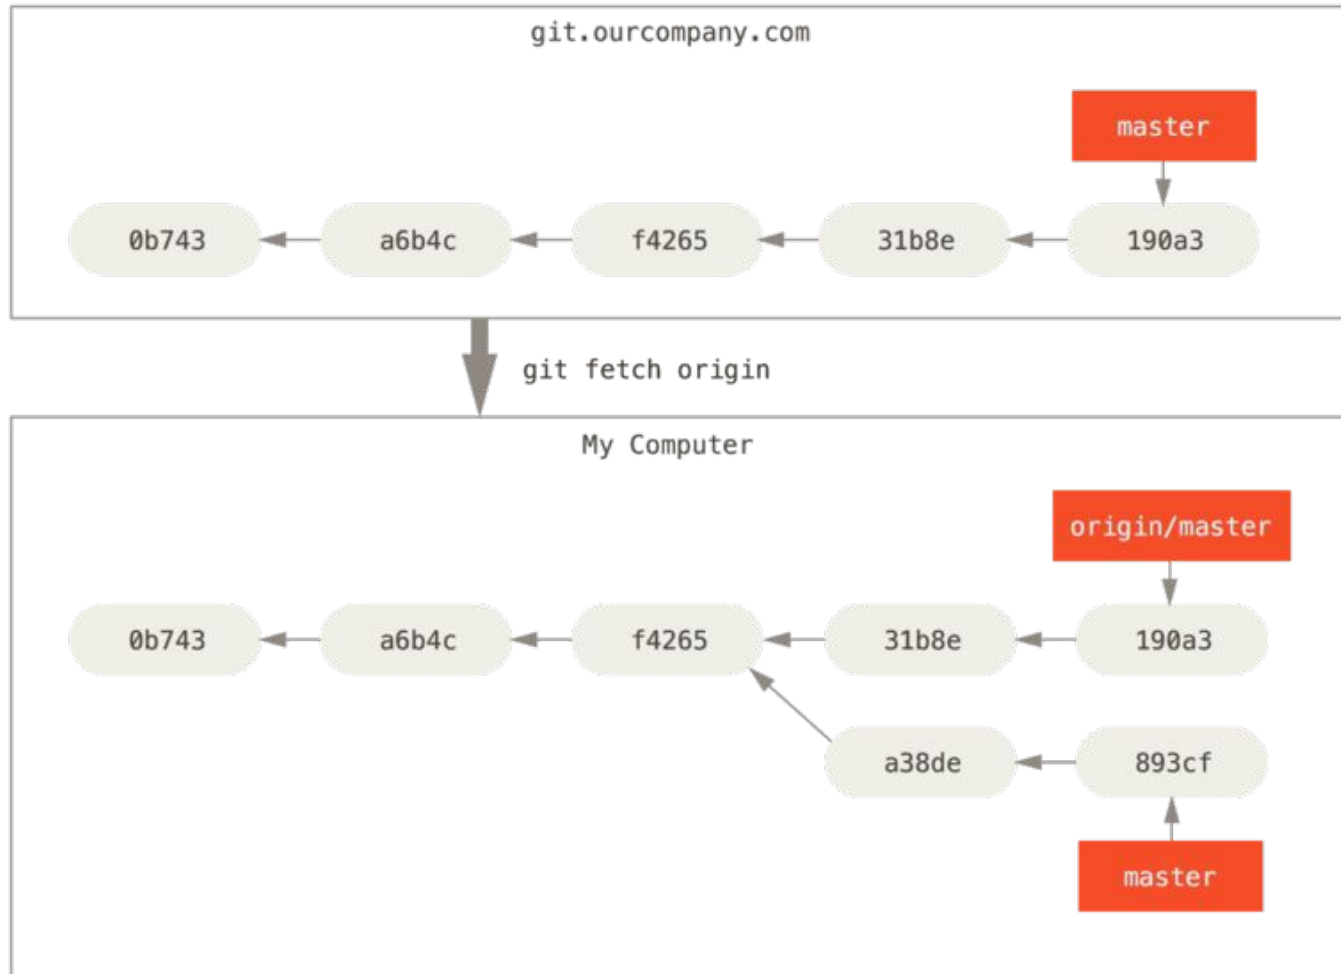 git.ourcompany.com
master
0b743 a6b4c f4265 31b8e 190a3
git fetch origin
My Computer
origin/master
0b743 a6b4c f4265 31b8e 190a3
a38de 893cf
master